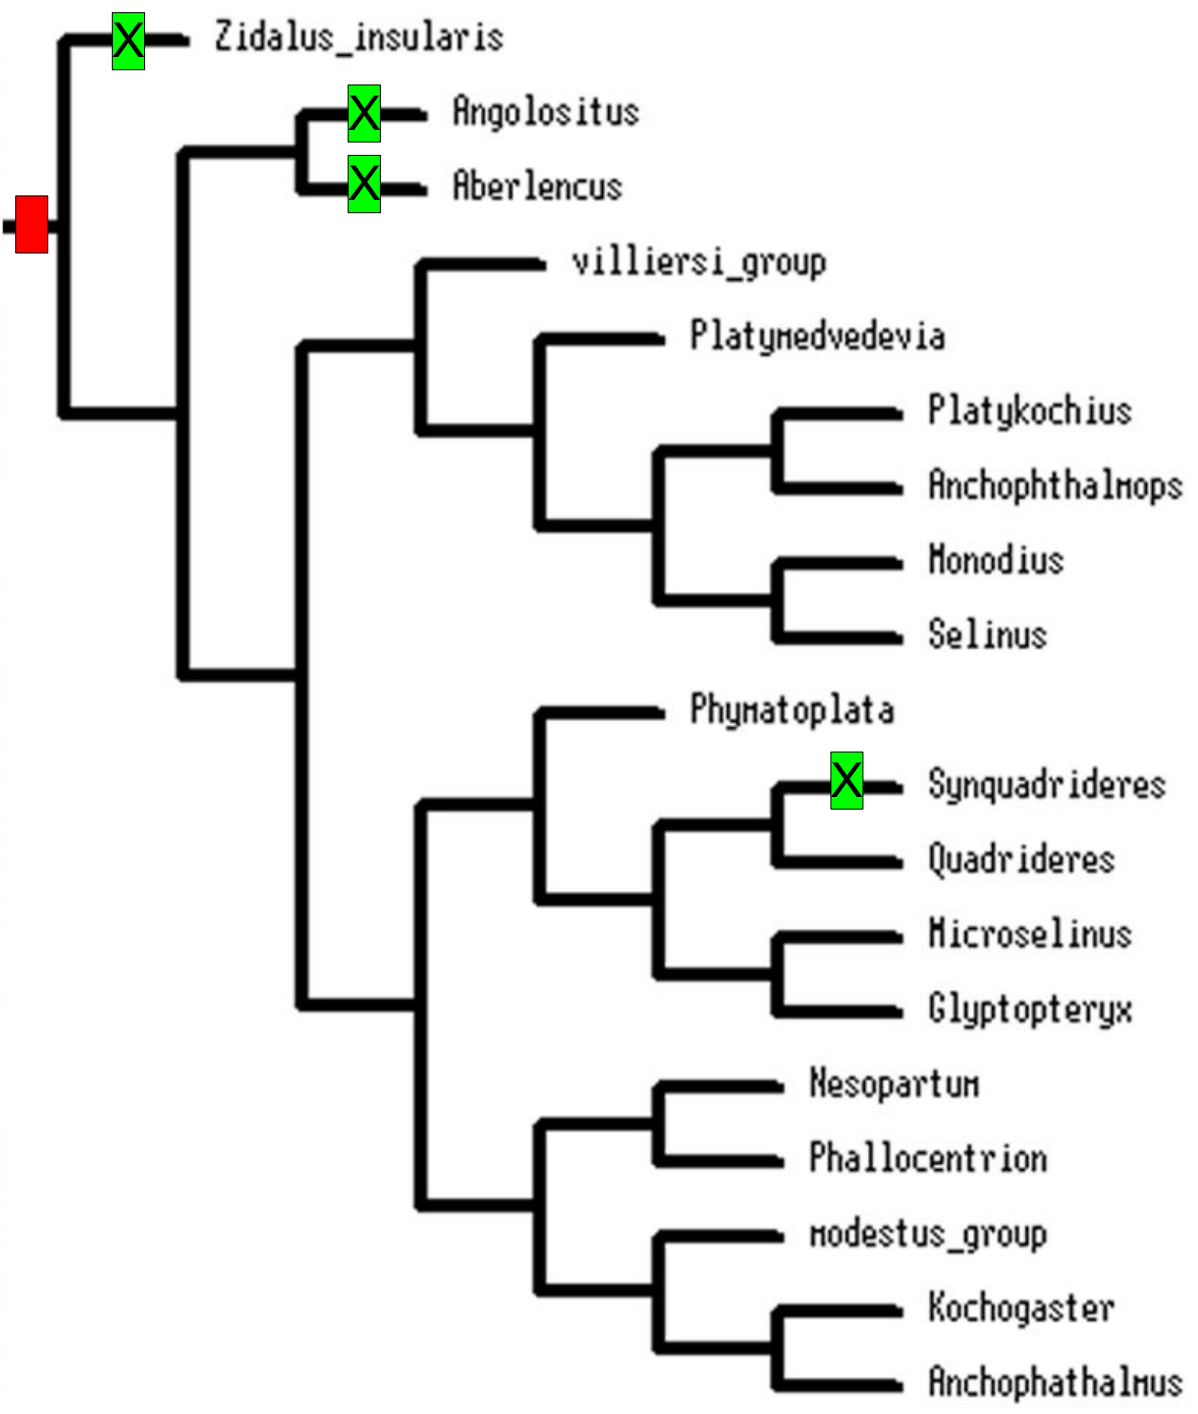 X Zidalus_insularis
X Angolositus
X Aberlencus
villiersi_group
Platymedvedevia
Platykochius
Anchophthalmops
Monodius
Selinus
Phymatoplata
X Synquadrideres
Quadrideres
Microselinus
Glyptopteryx
Nesopartum
Phallocentrion
modestus_group
Kochogaster
Anchophathalmus